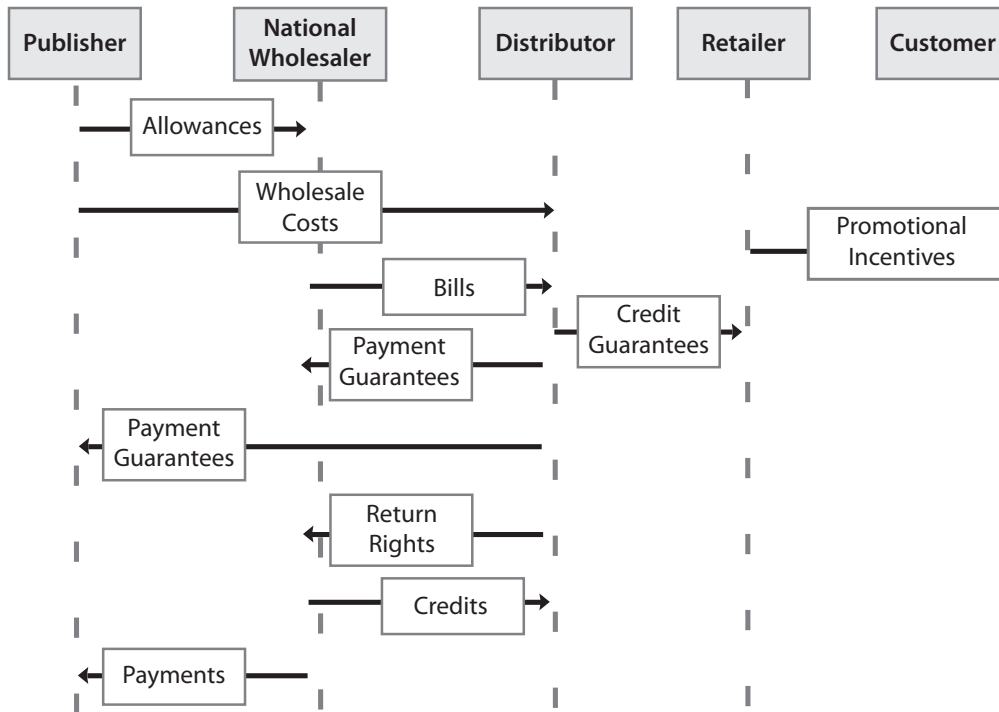 Publisher
National
Wholesaler
Distributor
Retailer
Customer
Allowances
Wholesale
Costs
Promotional
Incentives
Bills
Credit
Guarantees
Payment
Guarantees
Payment
Guarantees
Return
Rights
Credits
Payments